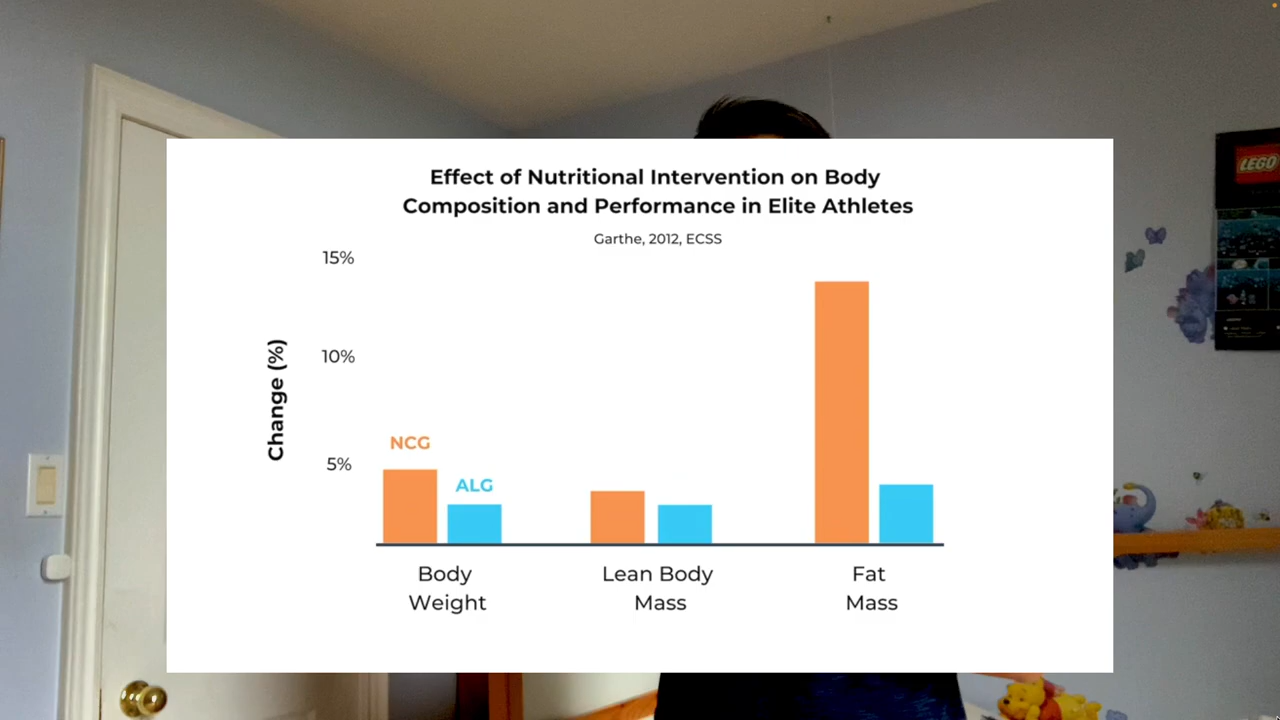 Effect of Nutritional Intervention on Body
Composition and Performance in Elite Athletes
Garthe, 2012, ECSS
15%
10%
5%
Change (%)
NCG
ALG
Body
Weight
Lean Body
Mass
Fat
Mass
LEGO